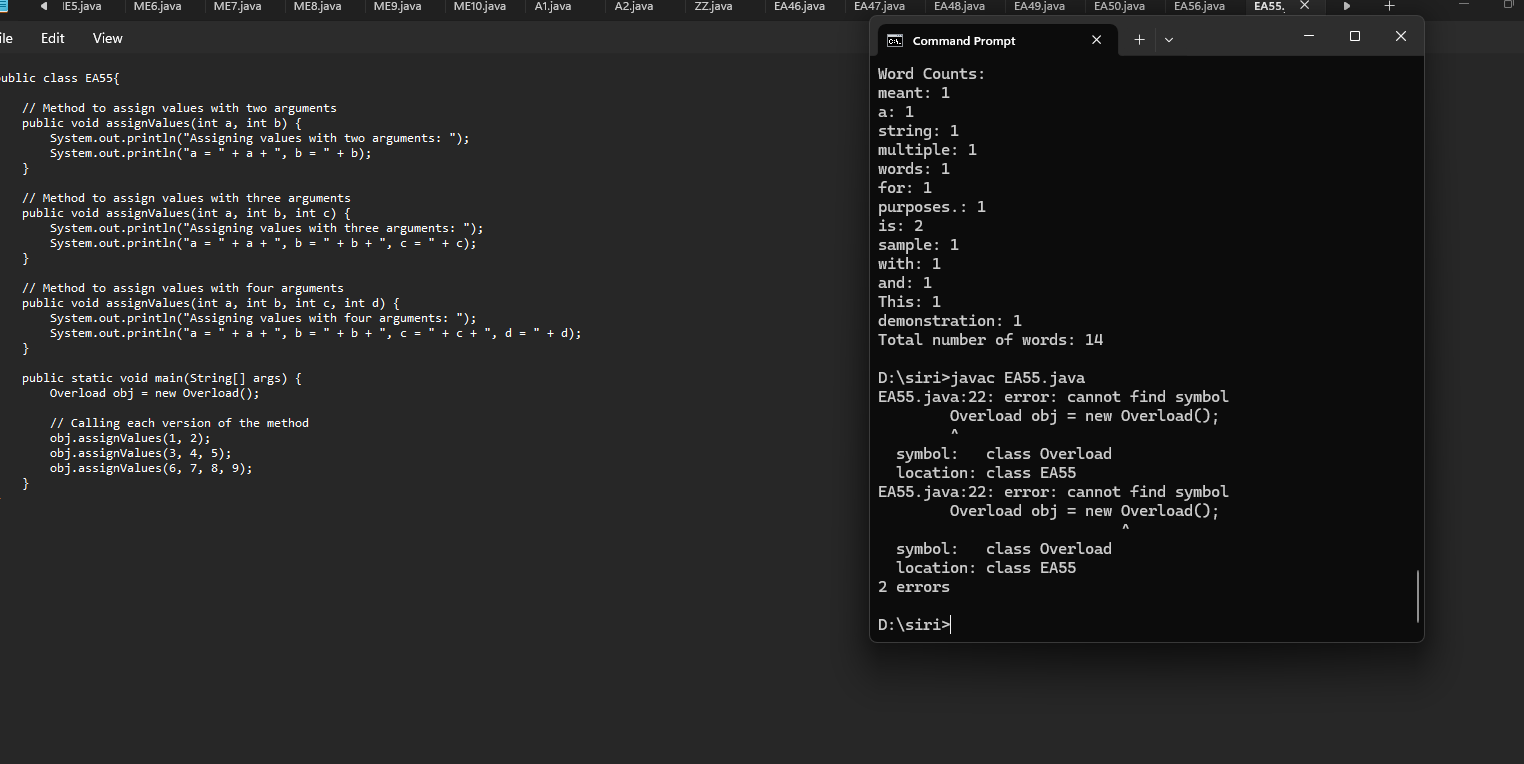 IE5.java ME6.java ME7.java ME8.java ME9.java ME10.java A1.java A2.java ZZ.java EA46.java EA47.java EA48.java EA49.java EA50.java EA56.java EA55.
ile Edit View
ublic class EA55{
// Method to assign values with two arguments
public void assignValues(int a, int b) {
System.out.println("Assigning values with two arguments: ");
System.out.println("a = " + a + ", b = " + b);
}
// Method to assign values with three arguments
public void assignValues(int a, int b, int c) {
System.out.println("Assigning values with three arguments: ");
System.out.println("a = " + a + ", b = " + b + ", c = " + c);
}
// Method to assign values with four arguments
public void assignValues(int a, int b, int c, int d) {
System.out.println("Assigning values with four arguments: ");
System.out.println("a = " + a + ", b = " + b + ", c = " + c + ", d = " + d);
}
public static void main(String[] args) {
Overload obj = new Overload();
// Calling each version of the method
obj.assignValues(1, 2);
obj.assignValues(3, 4, 5);
obj.assignValues(6, 7, 8, 9);
}
Command Prompt
Word Counts:
meant: 1
a: 1
string: 1
multiple: 1
words: 1
for: 1
purposes.: 1
is: 2
sample: 1
with: 1
and: 1
This: 1
demonstration: 1
Total number of words: 14
D:\siri>javac EA55.java
EA55.java:22: error: cannot find symbol
Overload obj = new Overload();
^
symbol:   class Overload
location: class EA55
EA55.java:22: error: cannot find symbol
Overload obj = new Overload();
^
symbol:   class Overload
location: class EA55
2 errors
D:\siri>